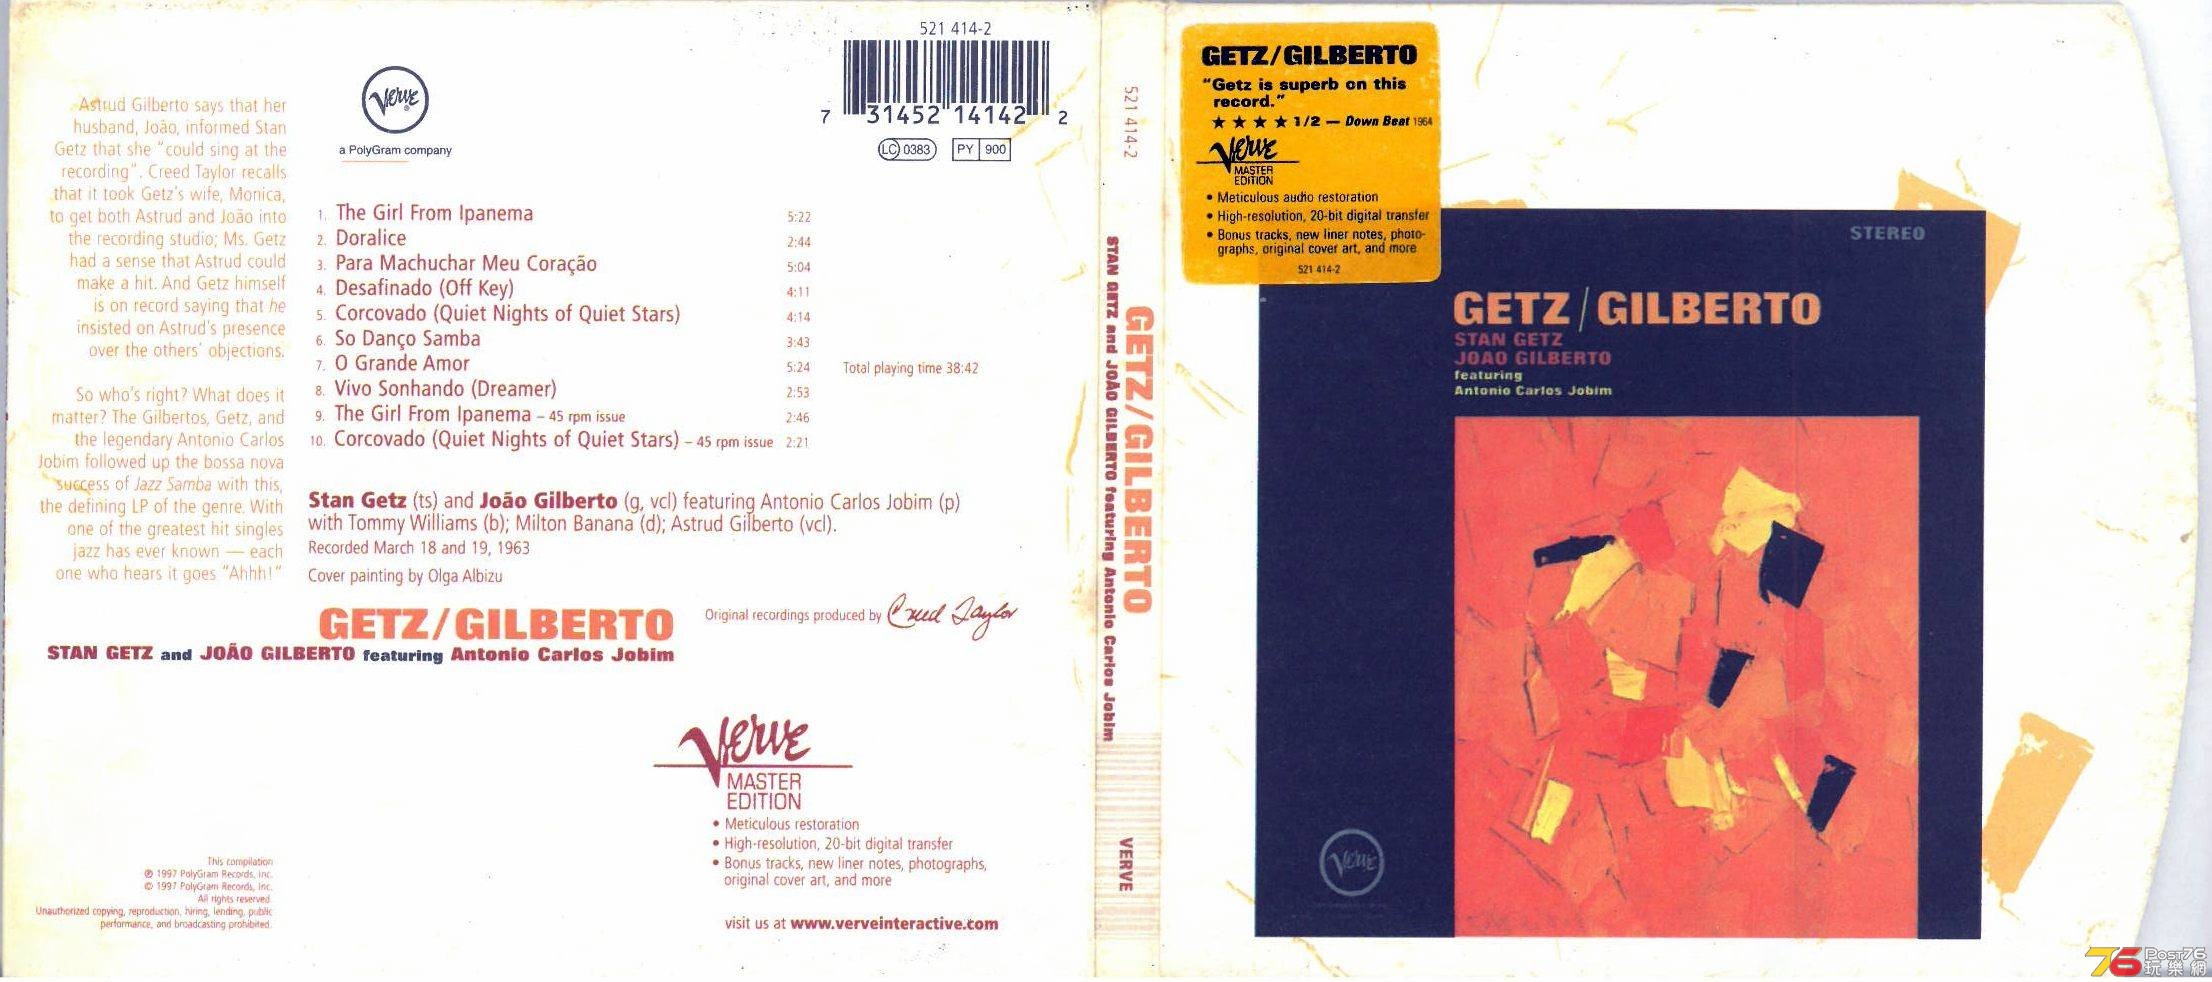 Astrud Gilberto says that her
husband, João, informed Stan
Getz that she "could sing at the
recording". Creed Taylor recalls
that it took Getz's wife, Monica,
to get both Astrud and João into
the recording studio; Ms. Getz
had a sense that Astrud could
make a hit. And Getz himself
is on record saying that he
insisted on Astrud's presence
over the others' objections.
So who's right? What does it
matter? The Gilbertos, Getz, and
the legendary Antonio Carlos
Jobim followed up the bossa nova
success of Jazz Samba with this,
the defining LP of the genre. With
one of the greatest hit singles
jazz has ever known — each
one who hears it goes "Ahhh!"
Verve
a PolyGram company
521 414-2
7 31452 14142 2
LC 0383 PY 900
1. The Girl From Ipanema 5:22
2. Doralice 2:44
3. Para Machuchar Meu Coração 5:04
4. Desafinado (Off Key) 4:11
5. Corcovado (Quiet Nights of Quiet Stars) 4:14
6. So Danço Samba 3:43
7. O Grande Amor 5:24 Total playing time 38:42
8. Vivo Sonhando (Dreamer) 2:53
9. The Girl From Ipanema – 45 rpm issue 2:46
10. Corcovado (Quiet Nights of Quiet Stars) – 45 rpm issue 2:21
Stan Getz (ts) and João Gilberto (g, vcl) featuring Antonio Carlos Jobim (p)
with Tommy Williams (b); Milton Banana (d); Astrud Gilberto (vcl).
Recorded March 18 and 19, 1963
Cover painting by Olga Albizu
Original recordings produced by Creed Taylor
GETZ/GILBERTO
STAN GETZ and JOÃO GILBERTO featuring Antonio Carlos Jobim
Verve
MASTER
EDITION
• Meticulous restoration
• High-resolution, 20-bit digital transfer
• Bonus tracks, new liner notes, photographs,
original cover art, and more
visit us at www.verveinteractive.com
This compilation
℗ 1997 PolyGram Records, Inc.
© 1997 PolyGram Records, Inc.
All rights reserved.
Unauthorized copying, reproduction, hiring, lending, public
performance, and broadcasting prohibited.
521 414-2
GETZ/GILBERTO
STAN GETZ and JOÃO GILBERTO featuring Antonio Carlos Jobim
VERVE
GETZ/GILBERTO
"Getz is superb on this
record."
★ ★ ★ ★ 1/2 — Down Beat 1964
Verve
MASTER
EDITION
• Meticulous audio restoration
• High-resolution, 20-bit digital transfer
• Bonus tracks, new liner notes, photo-
graphs, original cover art, and more
521 414-2
STEREO
GETZ/GILBERTO
STAN GETZ
JOAO GILBERTO
featuring
Antonio Carlos Jobim
Verve
76 Post76
玩樂網